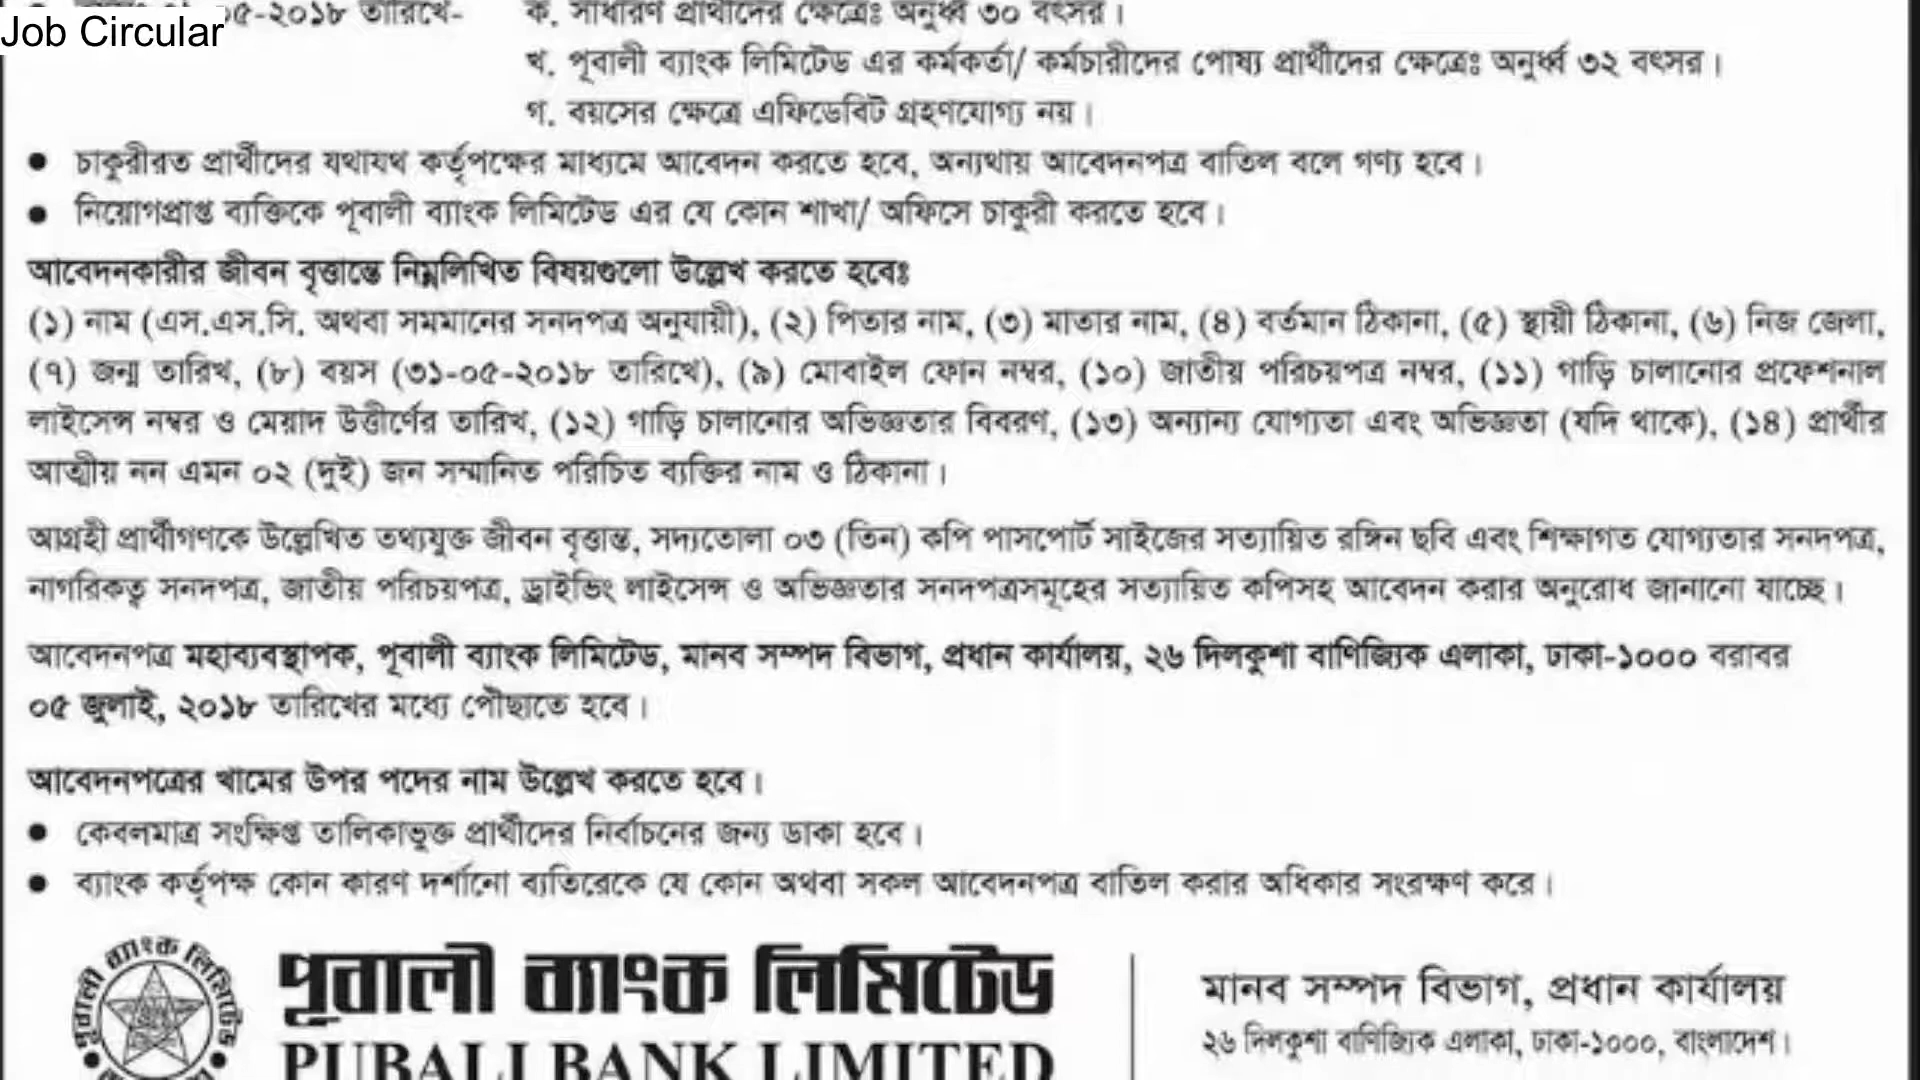 Job Circular
০৫-২০১৮ তারিখে- ক. সাধারণ প্রার্থীদের ক্ষেত্রেঃ অনুর্ধ্ব ৩০ বৎসর।
খ. পূবালী ব্যাংক লিমিটেড এর কর্মকর্তা/ কর্মচারীদের পোষ্য প্রার্থীদের ক্ষেত্রেঃ অনুর্ধ্ব ৩২ বৎসর।
গ. বয়সের ক্ষেত্রে এফিডেবিট গ্রহণযোগ্য নয়।
● চাকুরীরত প্রার্থীদের যথাযথ কর্তৃপক্ষের মাধ্যমে আবেদন করতে হবে, অন্যথায় আবেদনপত্র বাতিল বলে গণ্য হবে।
● নিয়োগপ্রাপ্ত ব্যক্তিকে পূবালী ব্যাংক লিমিটেড এর যে কোন শাখা/ অফিসে চাকুরী করতে হবে।
আবেদনকারীর জীবন বৃত্তান্তে নিম্নলিখিত বিষয়গুলো উল্লেখ করতে হবেঃ
(১) নাম (এস.এস.সি. অথবা সমমানের সনদপত্র অনুযায়ী), (২) পিতার নাম, (৩) মাতার নাম, (৪) বর্তমান ঠিকানা, (৫) স্থায়ী ঠিকানা, (৬) নিজ জেলা,
(৭) জন্ম তারিখ, (৮) বয়স (৩১-০৫-২০১৮ তারিখে), (৯) মোবাইল ফোন নম্বর, (১০) জাতীয় পরিচয়পত্র নম্বর, (১১) গাড়ি চালানোর প্রফেশনাল
লাইসেন্স নম্বর ও মেয়াদ উত্তীর্ণের তারিখ, (১২) গাড়ি চালানোর অভিজ্ঞতার বিবরণ, (১৩) অন্যান্য যোগ্যতা এবং অভিজ্ঞতা (যদি থাকে), (১৪) প্রার্থীর
আত্মীয় নন এমন ০২ (দুই) জন সম্মানিত পরিচিত ব্যক্তির নাম ও ঠিকানা।
আগ্রহী প্রার্থীগণকে উল্লেখিত তথ্যযুক্ত জীবন বৃত্তান্ত, সদ্যতোলা ০৩ (তিন) কপি পাসপোর্ট সাইজের সত্যায়িত রঙ্গিন ছবি এবং শিক্ষাগত যোগ্যতার সনদপত্র,
নাগরিকত্ব সনদপত্র, জাতীয় পরিচয়পত্র, ড্রাইভিং লাইসেন্স ও অভিজ্ঞতার সনদপত্রসমূহের সত্যায়িত কপিসহ আবেদন করার অনুরোধ জানানো যাচ্ছে।
আবেদনপত্র মহাব্যবস্থাপক, পূবালী ব্যাংক লিমিটেড, মানব সম্পদ বিভাগ, প্রধান কার্যালয়, ২৬ দিলকুশা বাণিজ্যিক এলাকা, ঢাকা-১০০০ বরাবর
০৫ জুলাই, ২০১৮ তারিখের মধ্যে পৌছাতে হবে।
আবেদনপত্রের খামের উপর পদের নাম উল্লেখ করতে হবে।
● কেবলমাত্র সংক্ষিপ্ত তালিকাভুক্ত প্রার্থীদের নির্বাচনের জন্য ডাকা হবে।
● ব্যাংক কর্তৃপক্ষ কোন কারণ দর্শানো ব্যতিরেকে যে কোন অথবা সকল আবেদনপত্র বাতিল করার অধিকার সংরক্ষণ করে।
পূবালী ব্যাংক লিমিটেড
পূবালী ব্যাংক লিমিটেড
PUBALI BANK LIMITED
মানব সম্পদ বিভাগ, প্রধান কার্যালয়
২৬ দিলকুশা বাণিজ্যিক এলাকা, ঢাকা-১০০০, বাংলাদেশ।